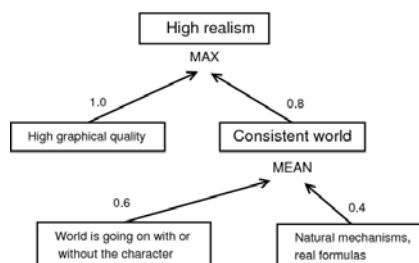 High realism
MAX
1.0
0.8
High graphical quality
Consistent world
MEAN
0.6
0.4
World is going on with or
without the character
Natural mechanisms,
real formulas